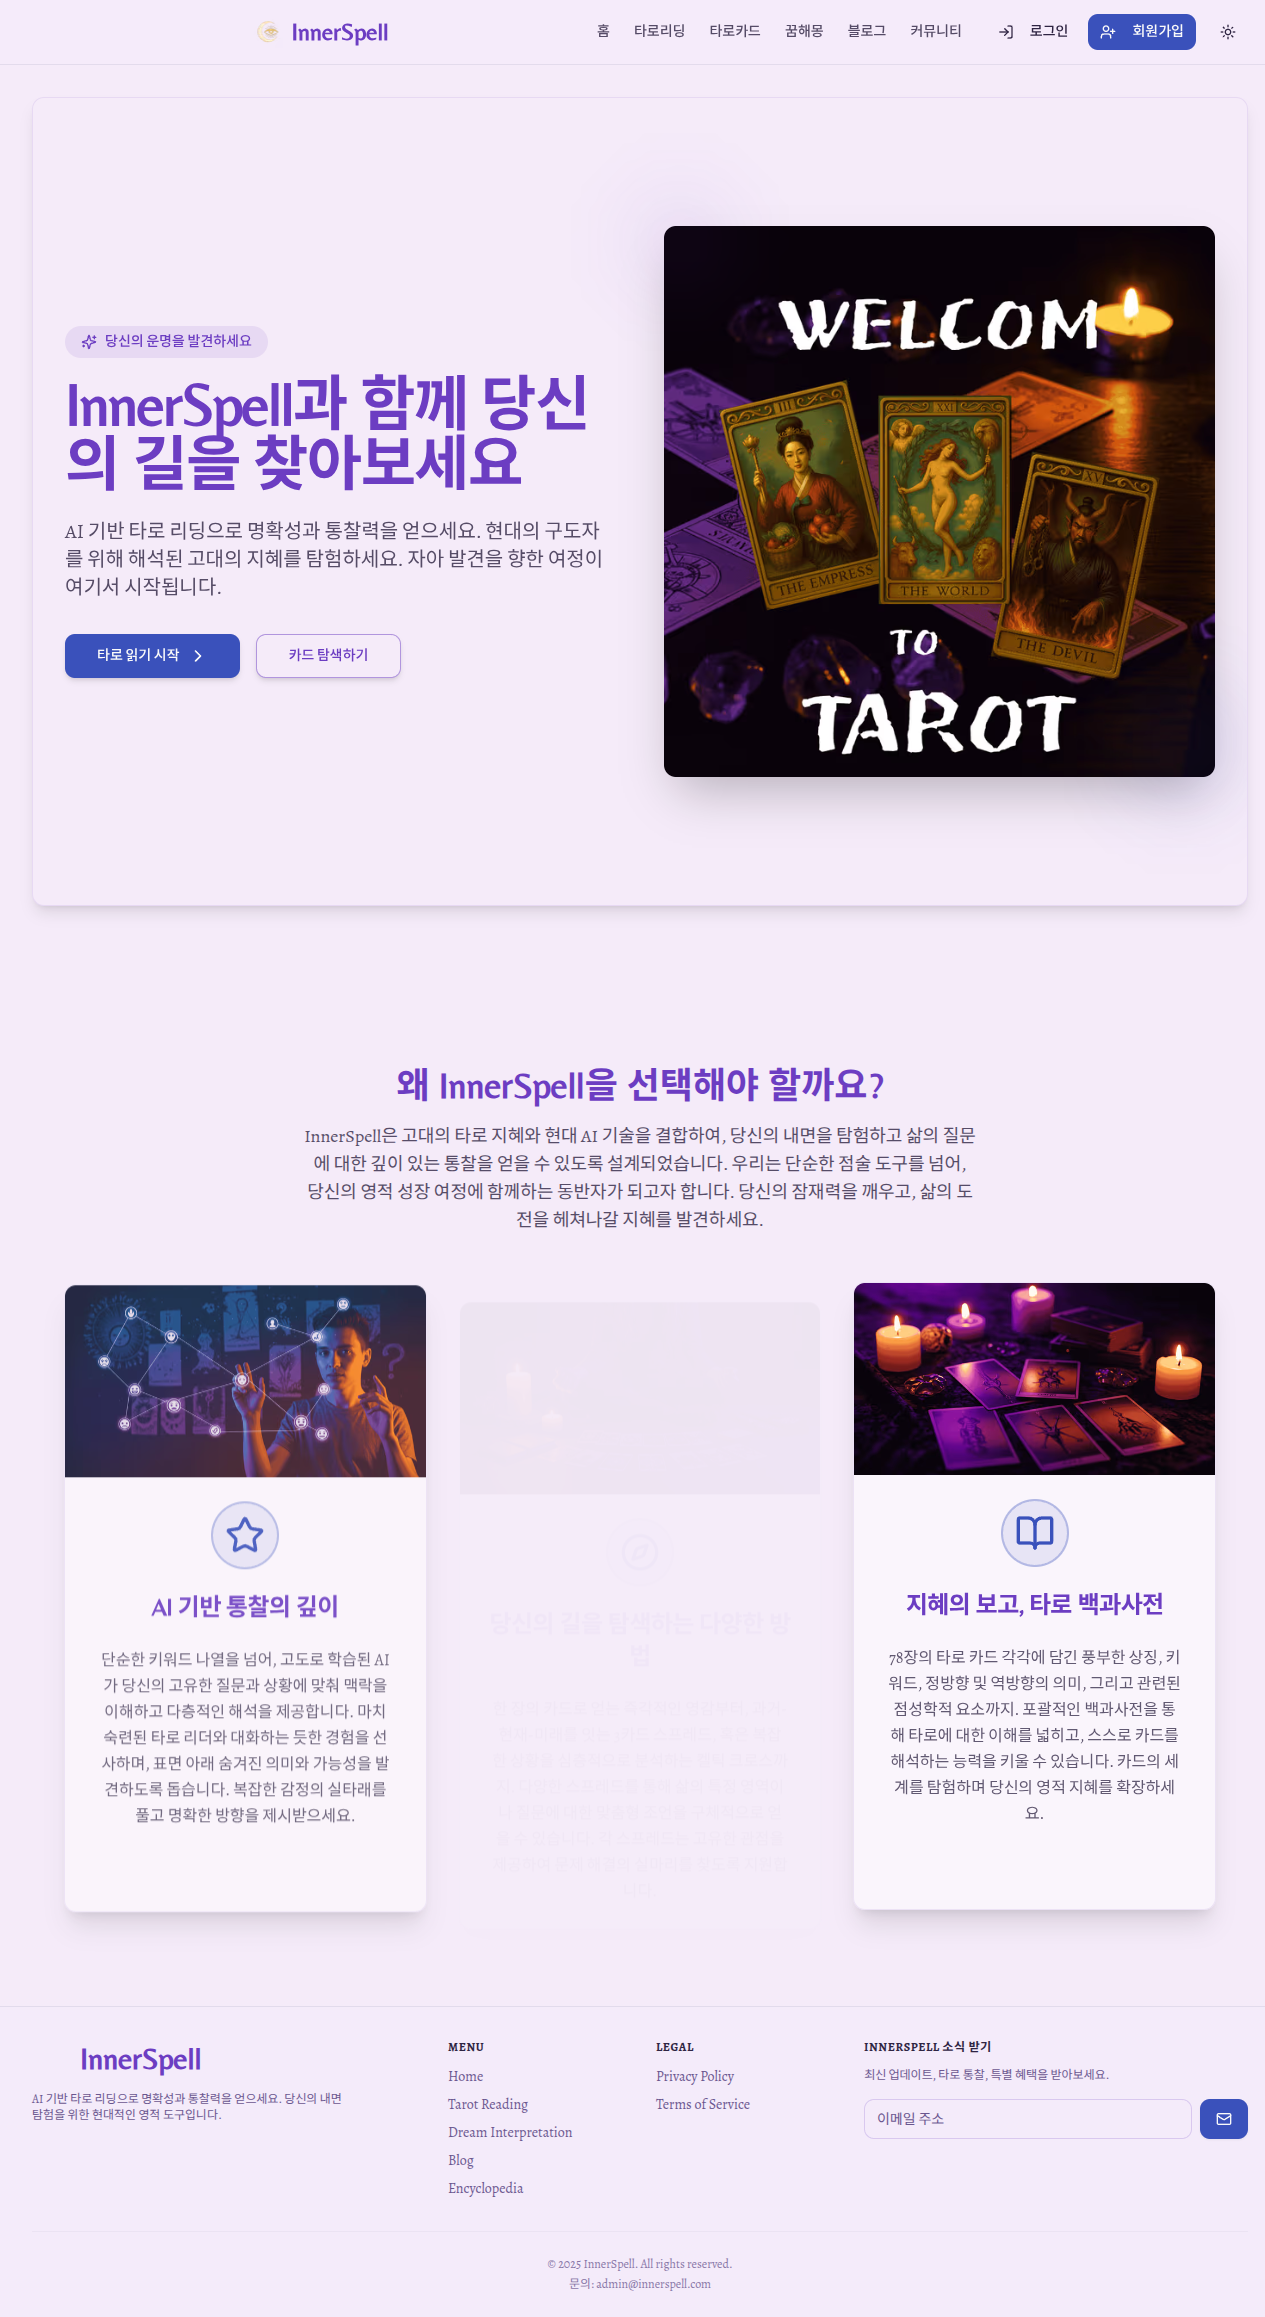 InnerSpell
홈
타로리딩
타로카드
꿈해몽
블로그
커뮤니티
로그인
회원가입
당신의 운명을 발견하세요
InnerSpell과 함께 당신
의 길을 찾아보세요
AI 기반 타로 리딩으로 명확성과 통찰력을 얻으세요. 현대의 구도자
를 위해 해석된 고대의 지혜를 탐험하세요. 자아 발견을 향한 여정이
여기서 시작됩니다.
타로 읽기 시작
카드 탐색하기
WELCOM
III
THE EMPRESS
XXI
THE WORLD
XV
THE DEVIL
TO
TAROT
왜 InnerSpell을 선택해야 할까요?
InnerSpell은 고대의 타로 지혜와 현대 AI 기술을 결합하여, 당신의 내면을 탐험하고 삶의 질문
에 대한 깊이 있는 통찰을 얻을 수 있도록 설계되었습니다. 우리는 단순한 점술 도구를 넘어,
당신의 영적 성장 여정에 함께하는 동반자가 되고자 합니다. 당신의 잠재력을 깨우고, 삶의 도
전을 헤쳐나갈 지혜를 발견하세요.
AI 기반 통찰의 깊이
단순한 키워드 나열을 넘어, 고도로 학습된 AI
가 당신의 고유한 질문과 상황에 맞춰 맥락을
이해하고 다층적인 해석을 제공합니다. 마치
숙련된 타로 리더와 대화하는 듯한 경험을 선
사하며, 표면 아래 숨겨진 의미와 가능성을 발
견하도록 돕습니다. 복잡한 감정의 실타래를
풀고 명확한 방향을 제시받으세요.
당신의 길을 탐색하는 다양한 방
법
지혜의 보고, 타로 백과사전
78장의 타로 카드 각각에 담긴 풍부한 상징, 키
워드, 정방향 및 역방향의 의미, 그리고 관련된
점성학적 요소까지. 포괄적인 백과사전을 통
해 타로에 대한 이해를 넓히고, 스스로 카드를
해석하는 능력을 키울 수 있습니다. 카드의 세
계를 탐험하며 당신의 영적 지혜를 확장하세
요.
InnerSpell
AI 기반 타로 리딩으로 명확성과 통찰력을 얻으세요. 당신의 내면
탐험을 위한 현대적인 영적 도구입니다.
MENU
Home
Tarot Reading
Dream Interpretation
Blog
Encyclopedia
LEGAL
Privacy Policy
Terms of Service
INNERSPELL 소식 받기
최신 업데이트, 타로 통찰, 특별 혜택을 받아보세요.
이메일 주소
© 2025 InnerSpell. All rights reserved.
문의: admin@innerspell.com